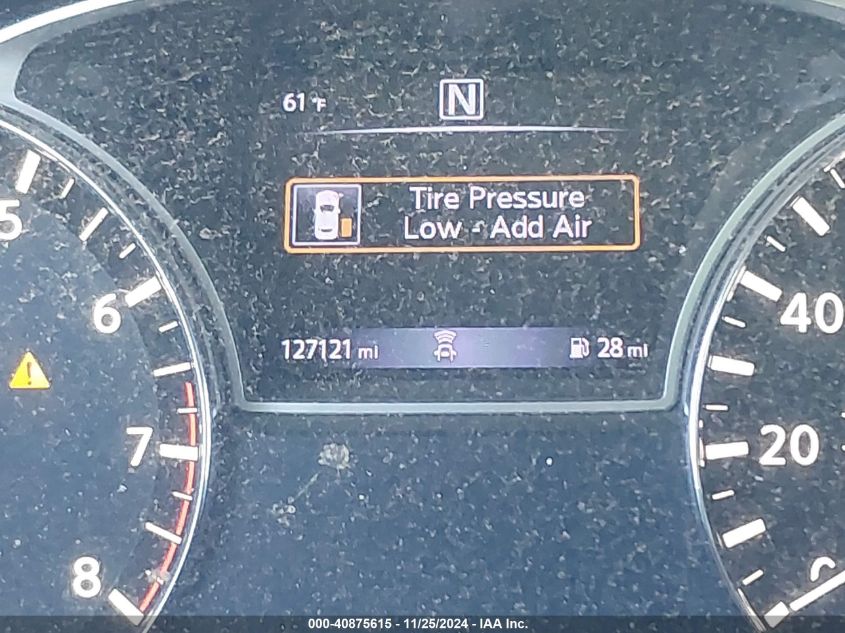 61°F
N
Tire Pressure
Low - Add Air
127121 mi
28 mi
5
6
7
8
40
20
0
000-40875615 - 11/25/2024 - IAA Inc.